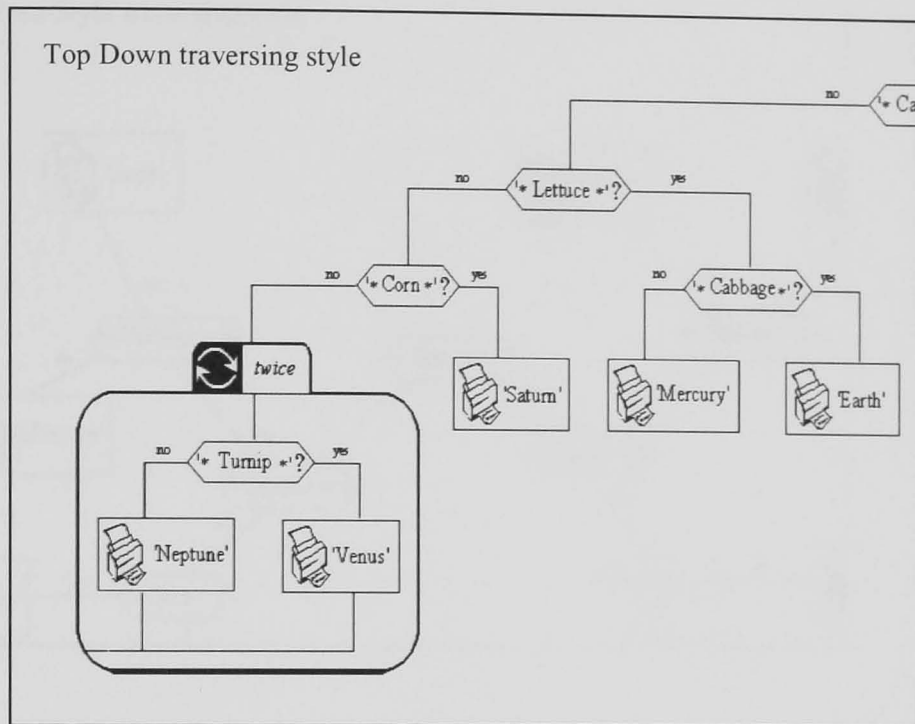 Top Down traversing style
no '* Ca
no '* Lettuce *'? yes
no '* Corn *'? yes
no '* Cabbage *'? yes
twice
'Saturn' 'Mercury' 'Earth'
no '* Turnip *'? yes
'Neptune' 'Venus'